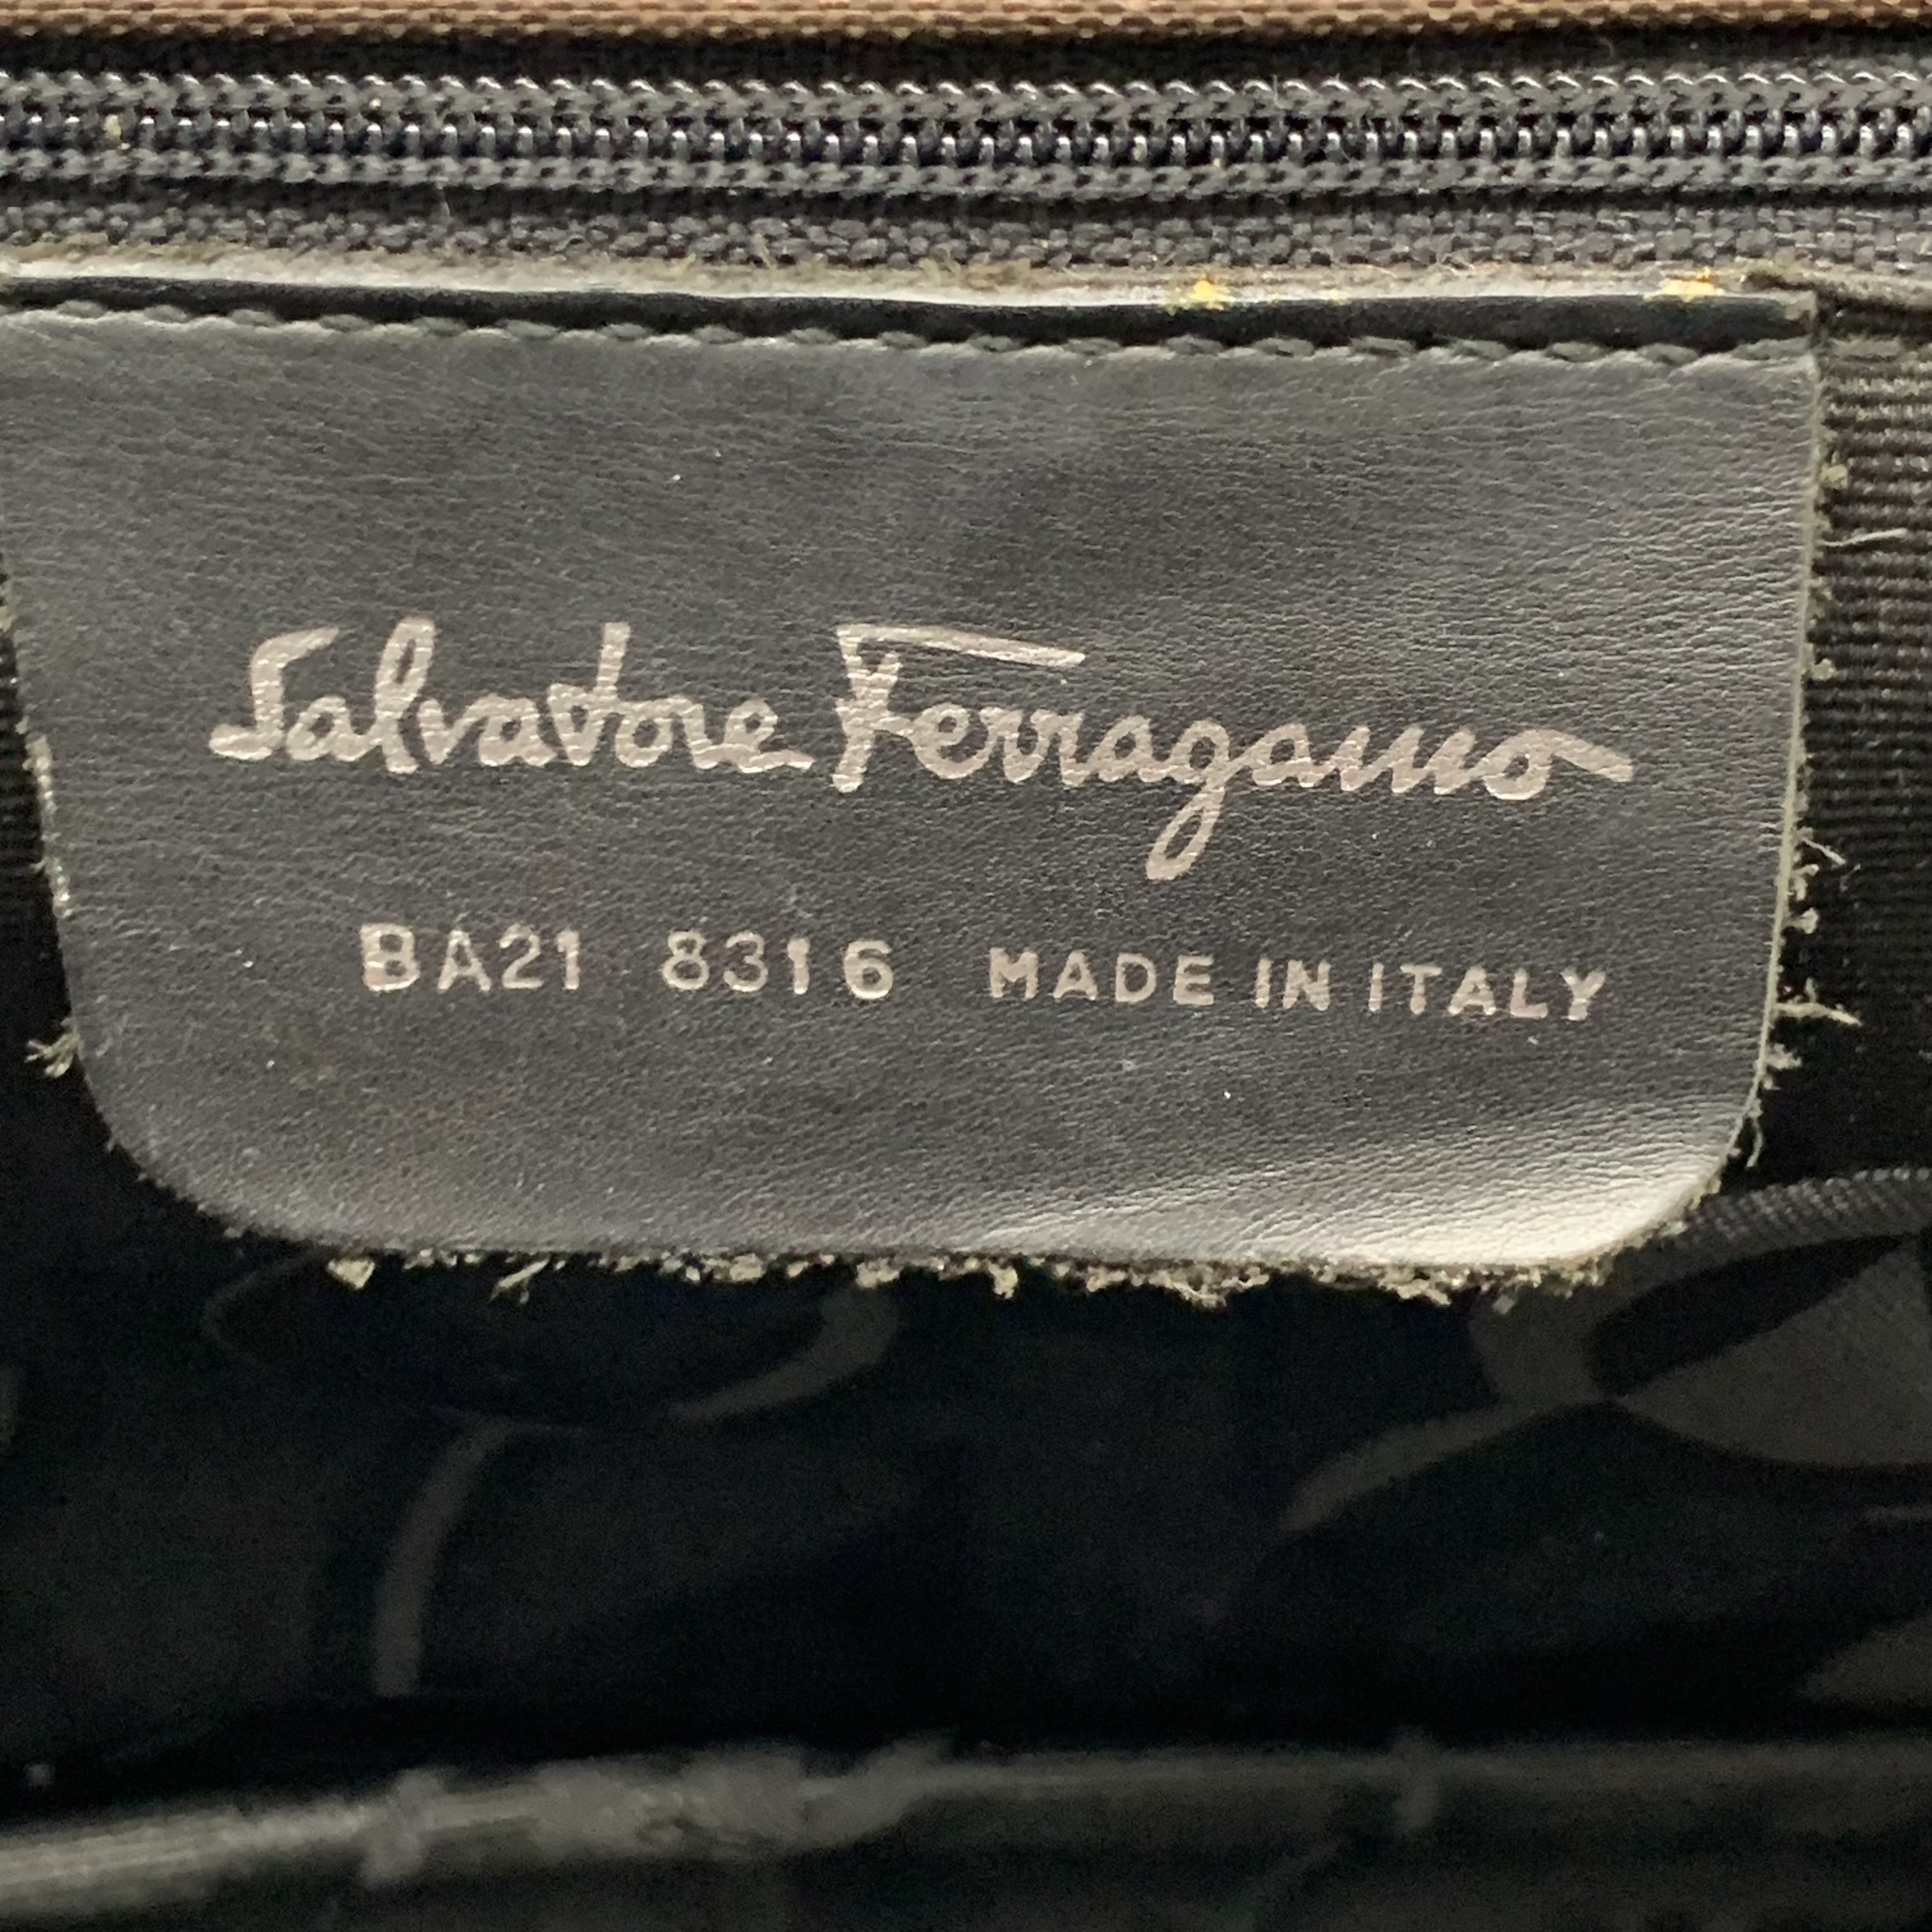 Salvatore Ferragamo
BA21 8316 MADE IN ITALY